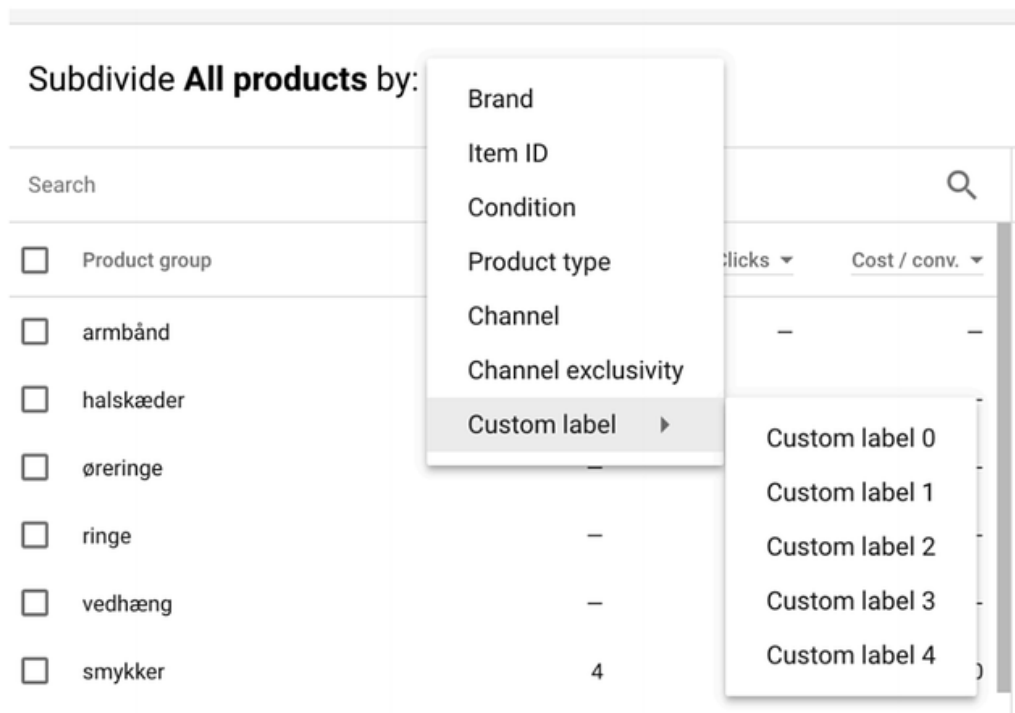 Subdivide All products by:
Brand
Item ID
Condition
Product type
Channel
Channel exclusivity
Custom label
Custom label 0
Custom label 1
Custom label 2
Custom label 3
Custom label 4
Search
Product group
Cost / conv.
armbånd — —
halskæder
øreringe —
ringe —
vedhæng —
smykker 4